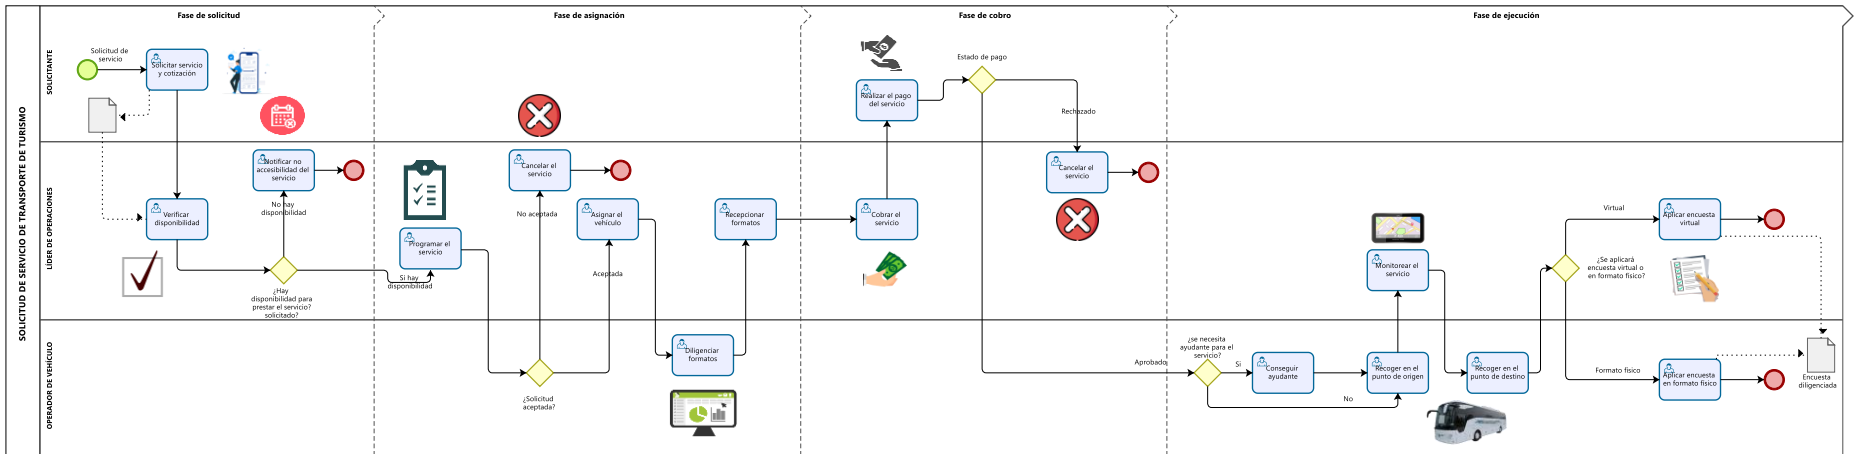 SOLICITUD DE SERVICIO DE TRANSPORTE DE TURISMO
Fase de solicitud
Fase de asignación
Fase de cobro
Fase de ejecución
SOLICITANTE
Solicitud de
servicio
Solicitar servicio
y cotización
Realizar el pago
del servicio
Estado de pago
Rechazado
LÍDER DE OPERACIONES
Verificar
disponibilidad
Notificar no
accesibilidad del
servicio
No hay
disponibilidad
¿Hay
disponibilidad para
prestar el servicio?
solicitado?
Si hay
disponibilidad
Programar el
servicio
Cancelar el
servicio
No aceptada
Asignar el
vehículo
Aceptada
Recepcionar
formatos
Cobrar el
servicio
Cancelar el
servicio
Monitorear el
servicio
¿Se aplicará
encuesta virtual o
en formato físico?
Virtual
Aplicar encuesta
virtual
OPERADOR DE VEHÍCULO
¿Solicitud
aceptada?
Diligenciar
formatos
Aprobado
¿se necesita
ayudante para el
servicio?
Si
Conseguir
ayudante
No
Recoger en el
punto de origen
Recoger en el
punto de destino
Formato físico
Aplicar encuesta
en formato físico
Encuesta
diligenciada